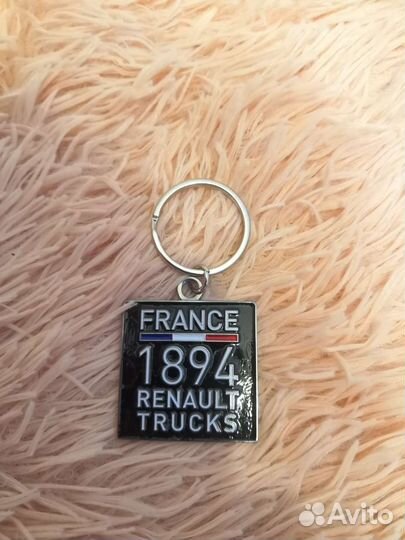 FRANCE
1894
RENAULT
TRUCKS
Avito